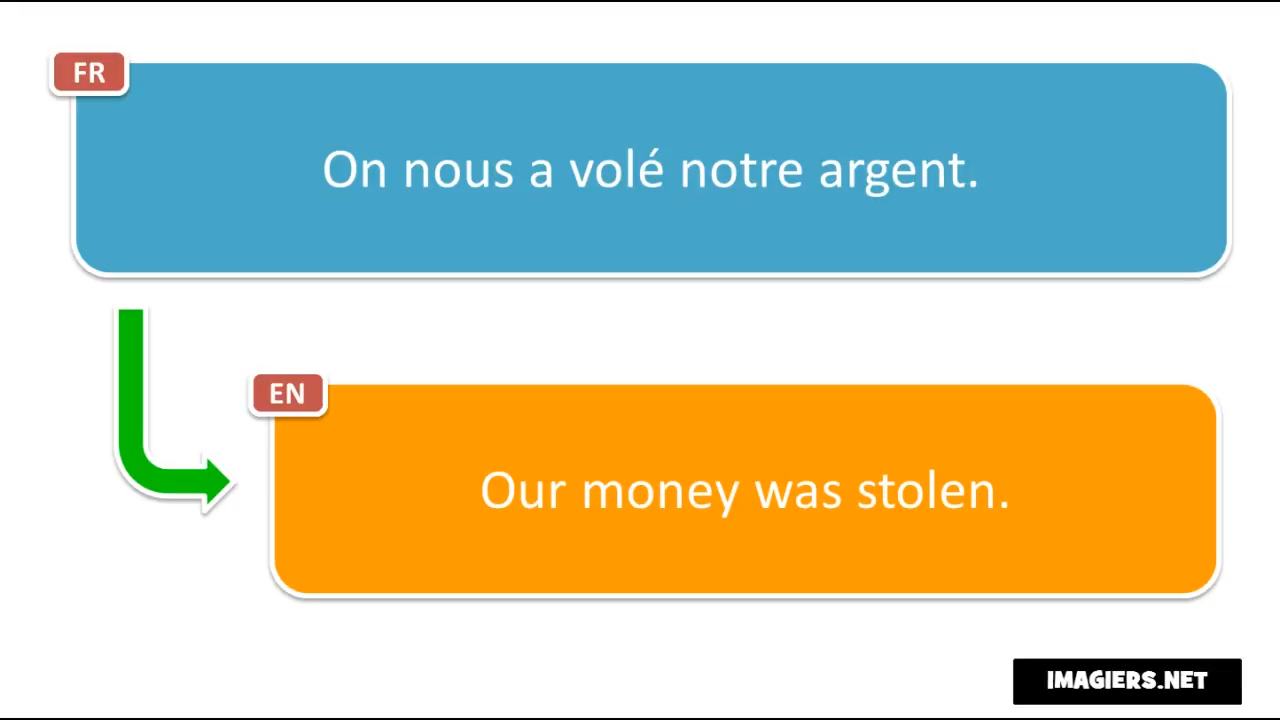 FR
On nous a volé notre argent.
EN
Our money was stolen.
IMAGIERS.NET